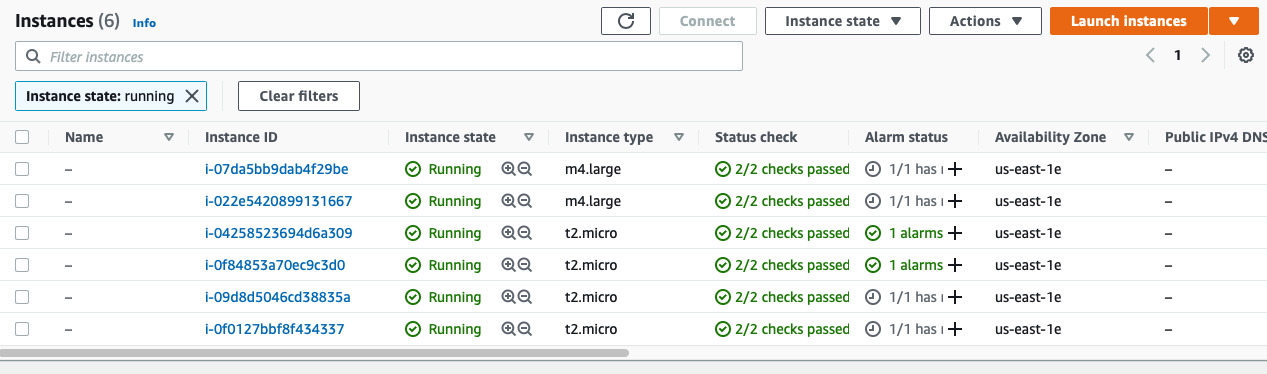 Instances (6) Info Connect Instance state Actions Launch instances
Filter instances 1
Instance state: running Clear filters
Name Instance ID Instance state Instance type Status check Alarm status Availability Zone Public IPv4 DNS
– i-07da5bb9dab4f29be Running m4.large 2/2 checks passed 1/1 has us-east-1e –
– i-022e5420899131667 Running m4.large 2/2 checks passed 1/1 has us-east-1e –
– i-04258523694d6a309 Running t2.micro 2/2 checks passed 1 alarms us-east-1e –
– i-0f84853a70ec9c3d0 Running t2.micro 2/2 checks passed 1 alarms us-east-1e –
– i-09d8d5046cd38835a Running t2.micro 2/2 checks passed 1/1 has us-east-1e –
– i-0f0127bbf8f434337 Running t2.micro 2/2 checks passed 1/1 has us-east-1e –